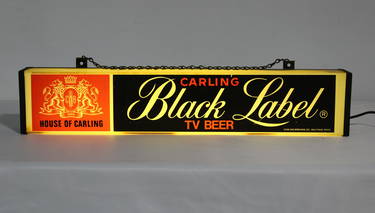 HOUSE OF CARLING
CARLING
Black Label ®
TV BEER